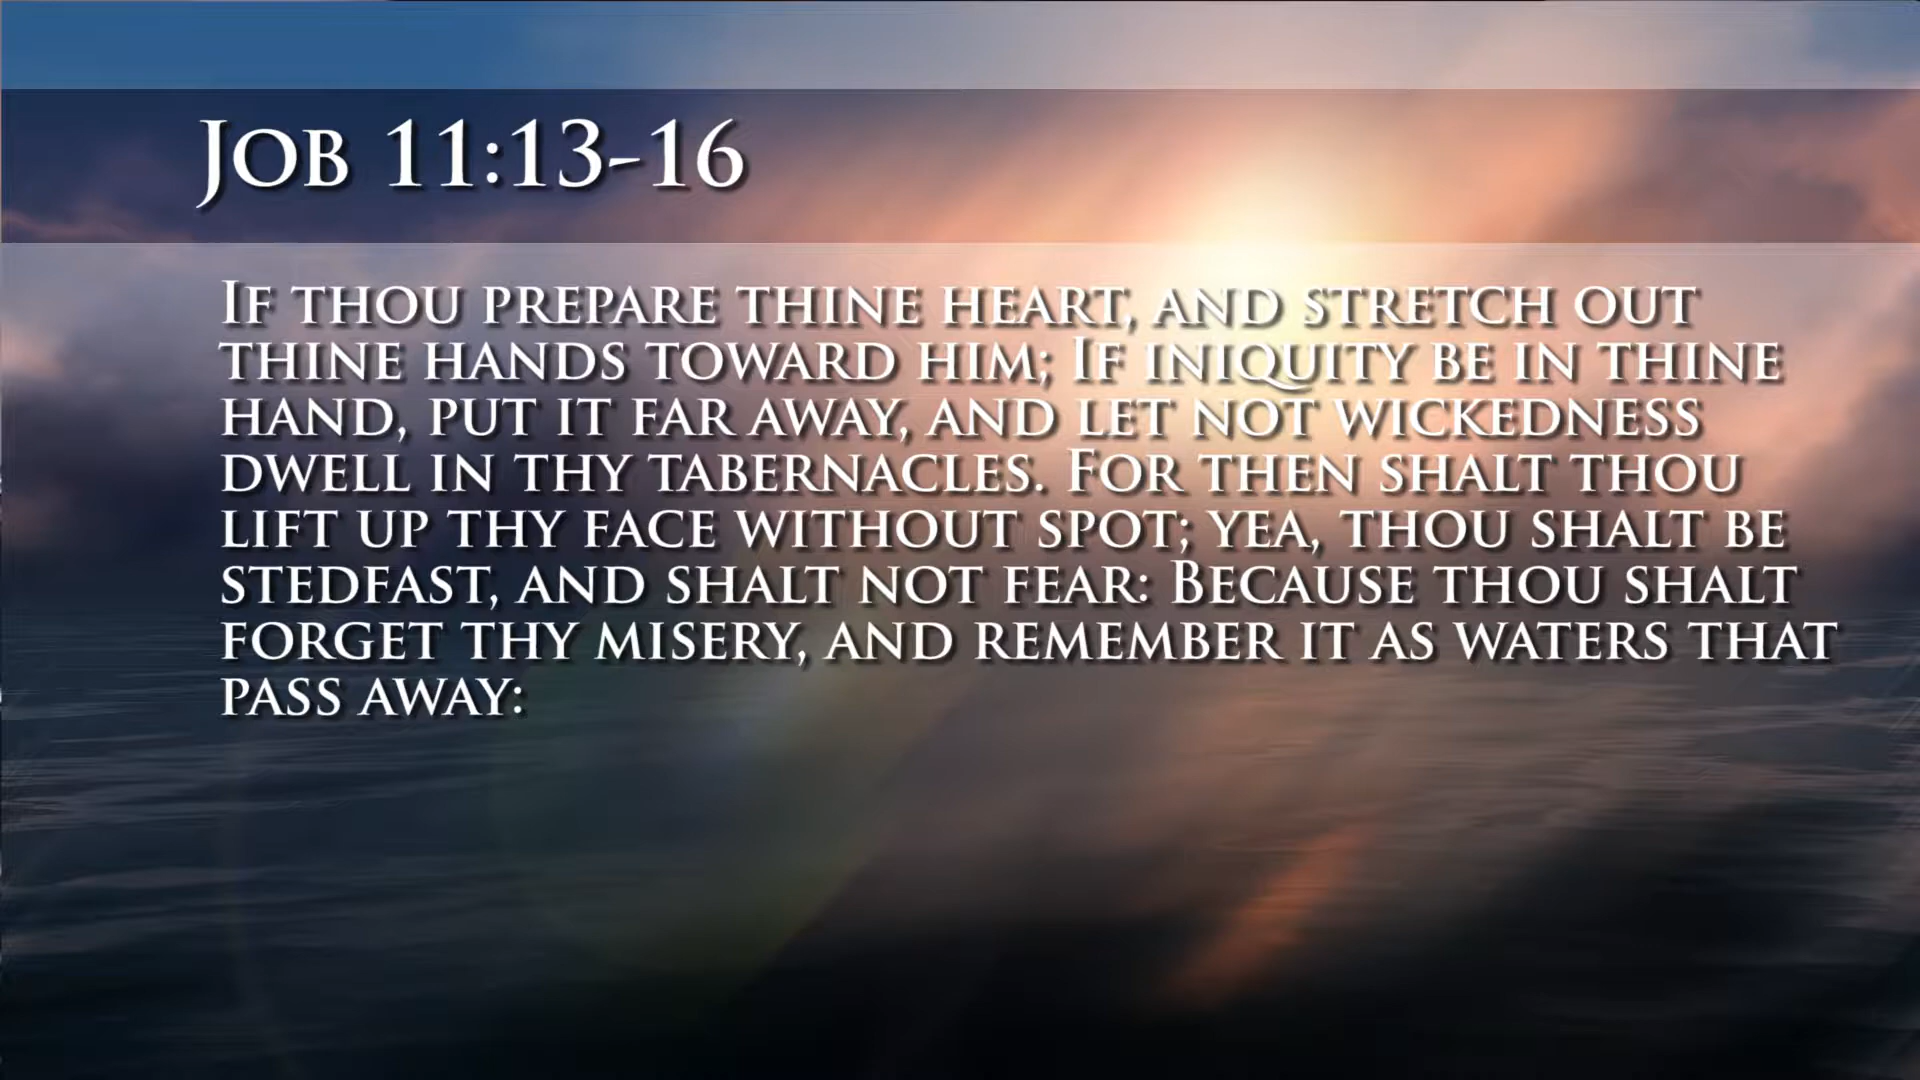 Job 11:13-16
If thou prepare thine heart, and stretch out
thine hands toward him; If iniquity be in thine
hand, put it far away, and let not wickedness
dwell in thy tabernacles. For then shalt thou
lift up thy face without spot; yea, thou shalt be
stedfast, and shalt not fear: Because thou shalt
forget thy misery, and remember it as waters that
pass away: